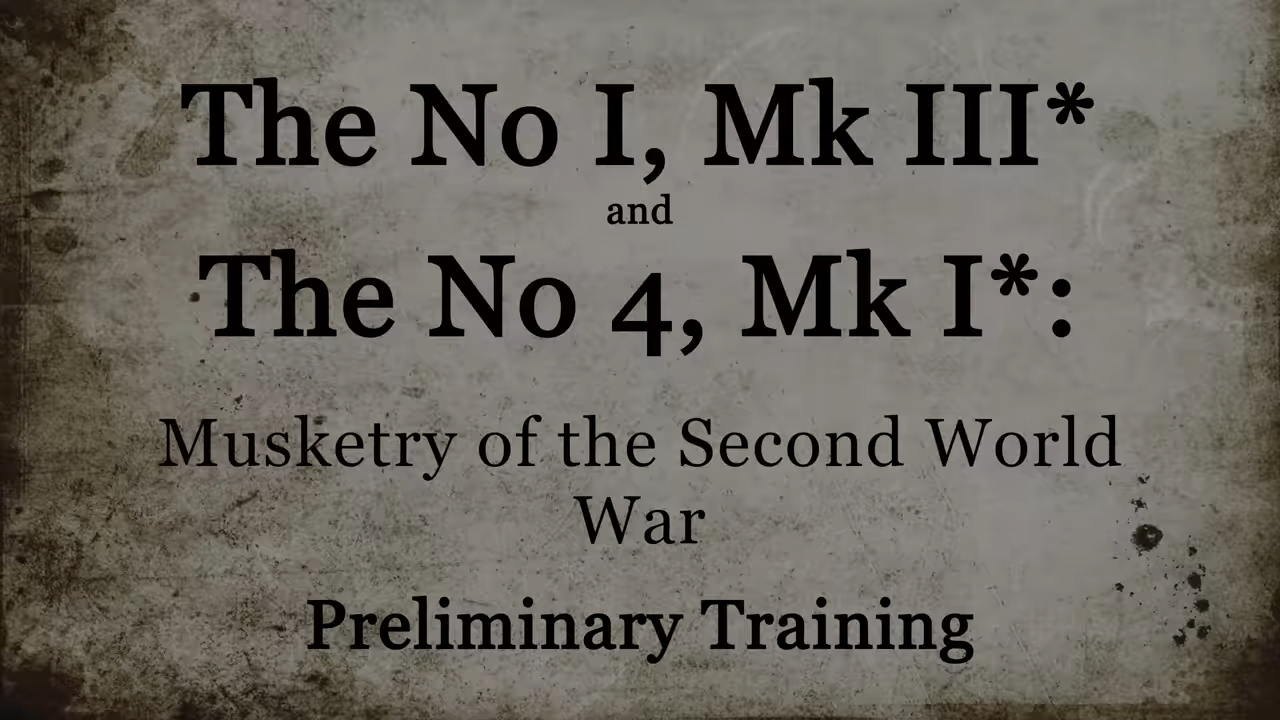 The No I, Mk III*
and
The No 4, Mk I*:
Musketry of the Second World
War
Preliminary Training